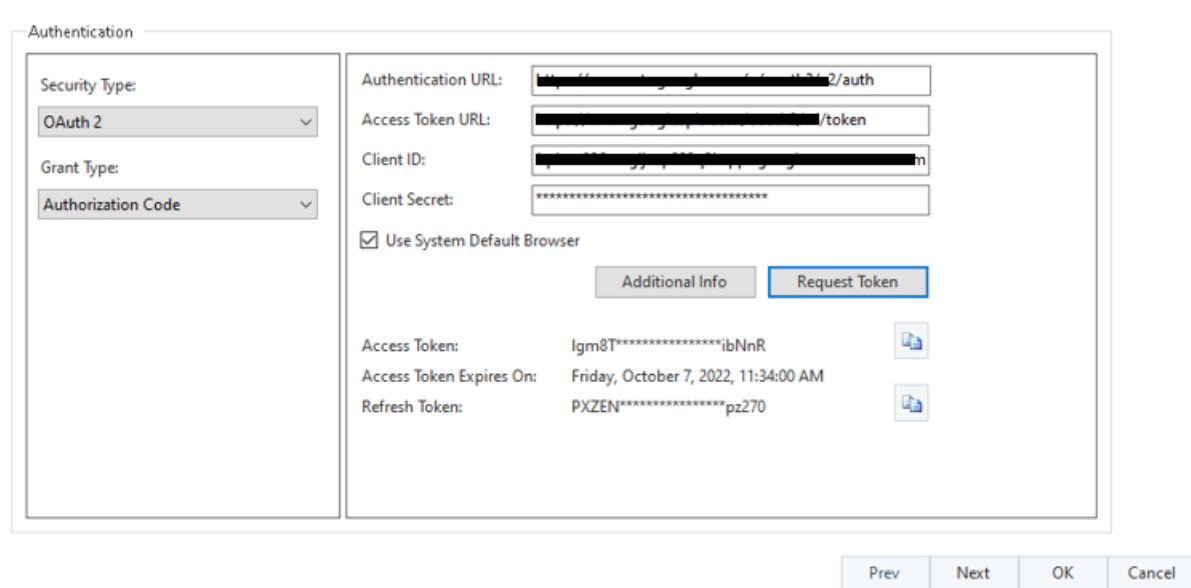 Authentication
Security Type:
OAuth 2
Grant Type:
Authorization Code
Authentication URL: 2/auth
Access Token URL: /token
Client ID: m
Client Secret: ***********************************
Use System Default Browser
Additional Info Request Token
Access Token: Igm8T****************ibNnR
Access Token Expires On: Friday, October 7, 2022, 11:34:00 AM
Refresh Token: PXZEN****************pz270
Prev Next OK Cancel